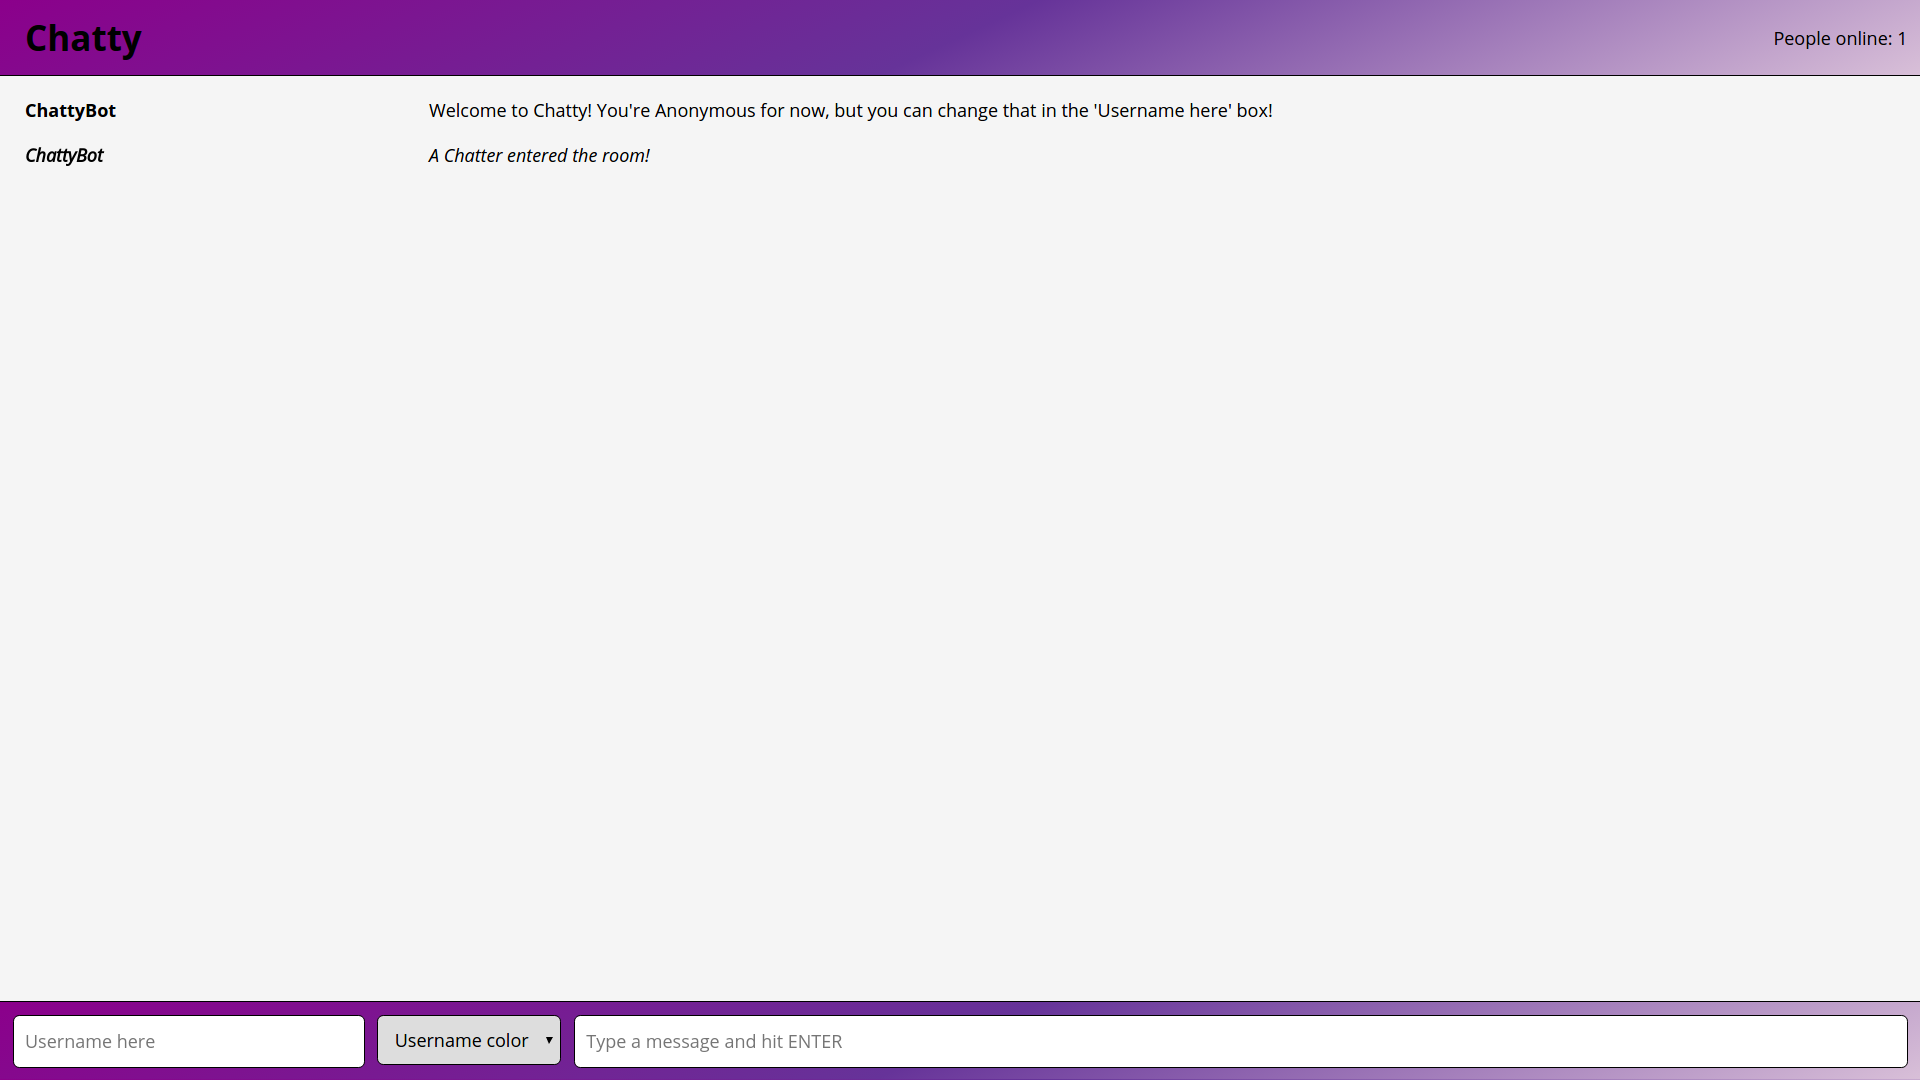 Chatty
People online: 1
ChattyBot Welcome to Chatty! You're Anonymous for now, but you can change that in the 'Username here' box!
ChattyBot A Chatter entered the room!
Username here
Username color
Type a message and hit ENTER